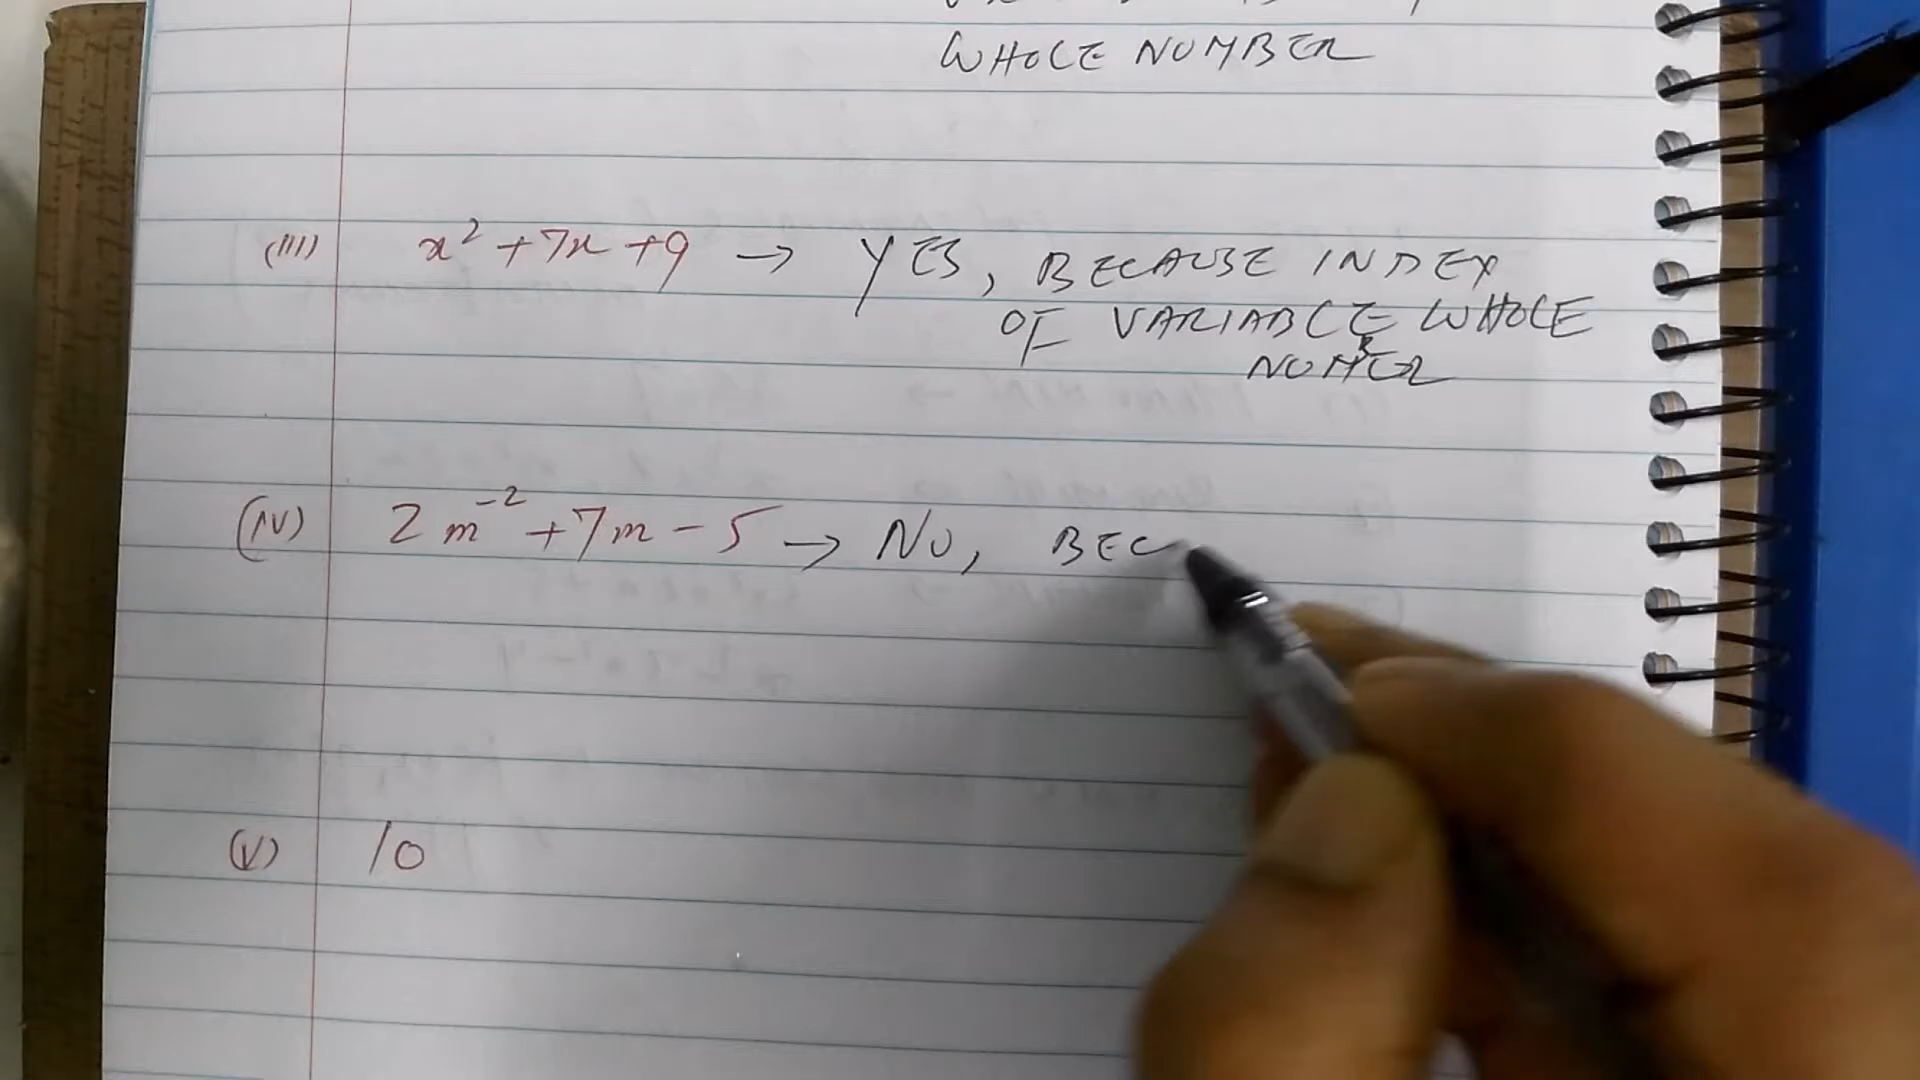 WHOLE NUMBER
(III) x² + 7x + 9 → YES, BECAUSE INDEX
OF VARIABLE WHOLE
NUMBER
(IV) 2m⁻² + 7m - 5 → NO, BEC
(V) 10